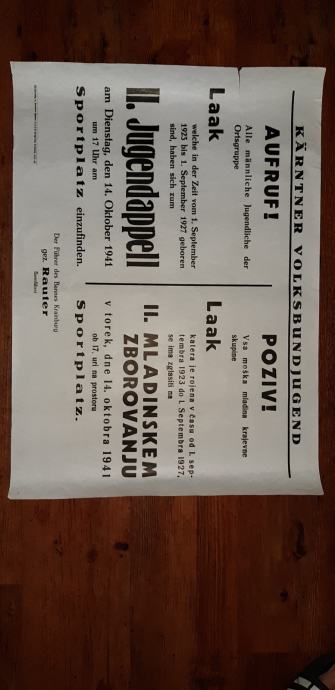 KÄRNTNER VOLKSBUNDJUGEND
AUFRUF!
Alle männliche Jugendliche der
Ortsgruppe
Laak
welche in der Zeit vom 1. September
1923 bis 1. September 1927 geboren
sind, haben sich zum
II. Jugendappell
am Dienstag, den 14. Oktober 1941
um 17 Uhr am
Sportplatz einzufinden.
POZIV!
Vsa moška mladina krajevne
skupine
Laak
katera je rojena v času od 1. sep-
tembra 1923 do 1. Septembra 1927,
se ima zglasiti na
II. MLADINSKEM
ZBOROVANJU
v torek, dne 14. oktobra 1941
ob 17. uri na prostoru
Sportplatz.
Der Führer des Bannes Krainburg
gez. Rauter